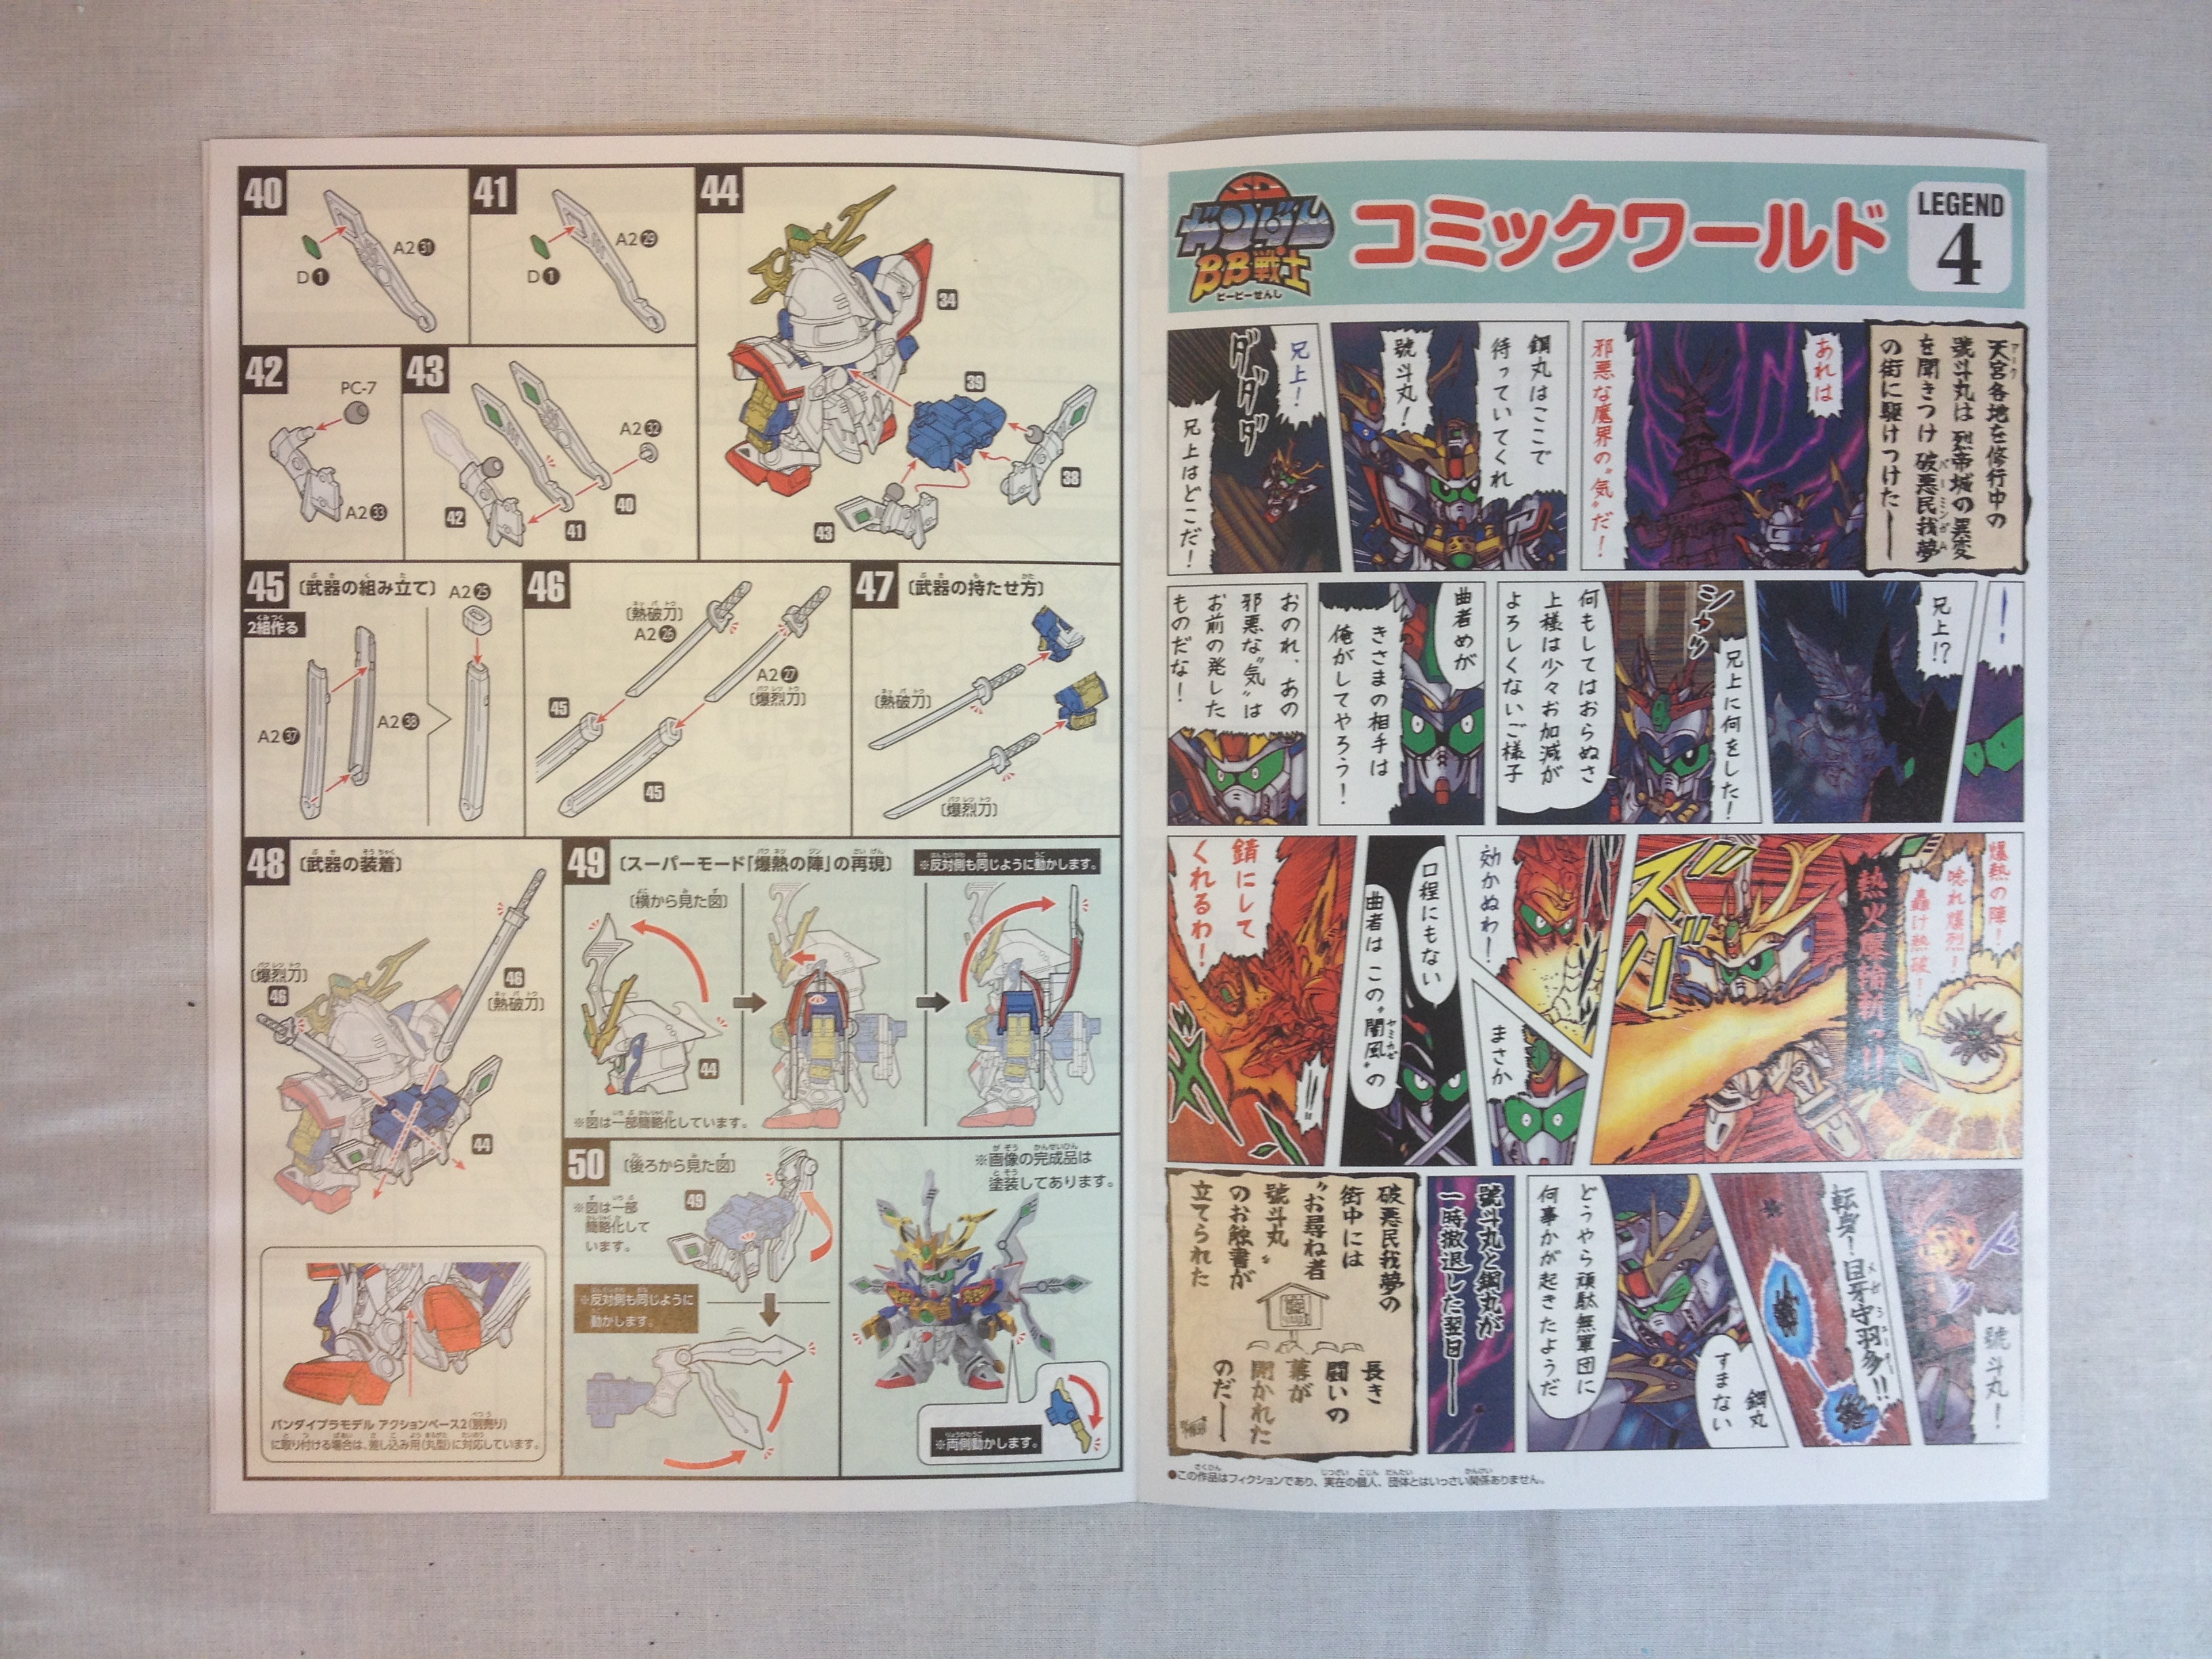 40
D1
A2 31
41
D1
A2 29
44
34
39
38
43
42
PC-7
A2 33
43
A2 32
42
41
40
45
〔武器の組み立て〕
2組作る
A2 25
A2 37
A2 38
46
〔熱破刀〕
A2 26
A2 27
〔爆烈刀〕
45
45
47
〔武器の持たせ方〕
〔熱破刀〕
〔爆烈刀〕
48
〔武器の装着〕
〔爆烈刀〕
46
46
〔熱破刀〕
44
バンダイプラモデル アクションベース2(別売り)
に取り付ける場合は、差し込み用(丸型)に対応しています。
49
〔スーパーモード「爆熱の陣」の再現〕
※反対側も同じように動かします。
〔横から見た図〕
44
※図は一部簡略化しています。
50
〔後ろから見た図〕
※図は一部
簡略化して
います。
49
※反対側も同じように
動かします。
※画像の完成品は
塗装してあります。
※両側動かします。
ガンダム
BB戦士
ビービーせんし
コミックワールド
LEGEND
4
天宮各地を修行中の
號斗丸は 烈帝城の異変
を聞きつけ 破悪民我夢
の街に駆けつけた――
あれは
邪悪な魔界の“気”だ!
鋼丸はここで
待っていてくれ
號斗丸!
兄上!
ダダダダ
兄上はどこだ!
!
兄上!?
シャッ
兄上に何をした!
何もしてはおらぬさ
上様は少々お加減が
よろしくないご様子
曲者めが
きさまの相手は
俺がしてやろう!
おのれ、あの
邪悪な“気”は
お前の発した
ものだな!
爆熱の陣!
唸れ爆烈!
轟け熱破!
ズババ
効かぬわ!
まさか
口程にもない
曲者は この“闇風”の
錆にして
くれるわ!
!!
號斗丸!
転身!目牙守羽多!!
鋼丸
すまない
どうやら頑駄無軍団に
何事かが起きたようだ
號斗丸と鋼丸が
一時撤退した翌日――
破悪民我夢の
街中には
“お尋ね者
號斗丸”
のお触書が
立てられた
長き
闘いの
幕が
開かれた
のだ――
●この作品はフィクションであり、実在の個人、団体とはいっさい関係ありません。